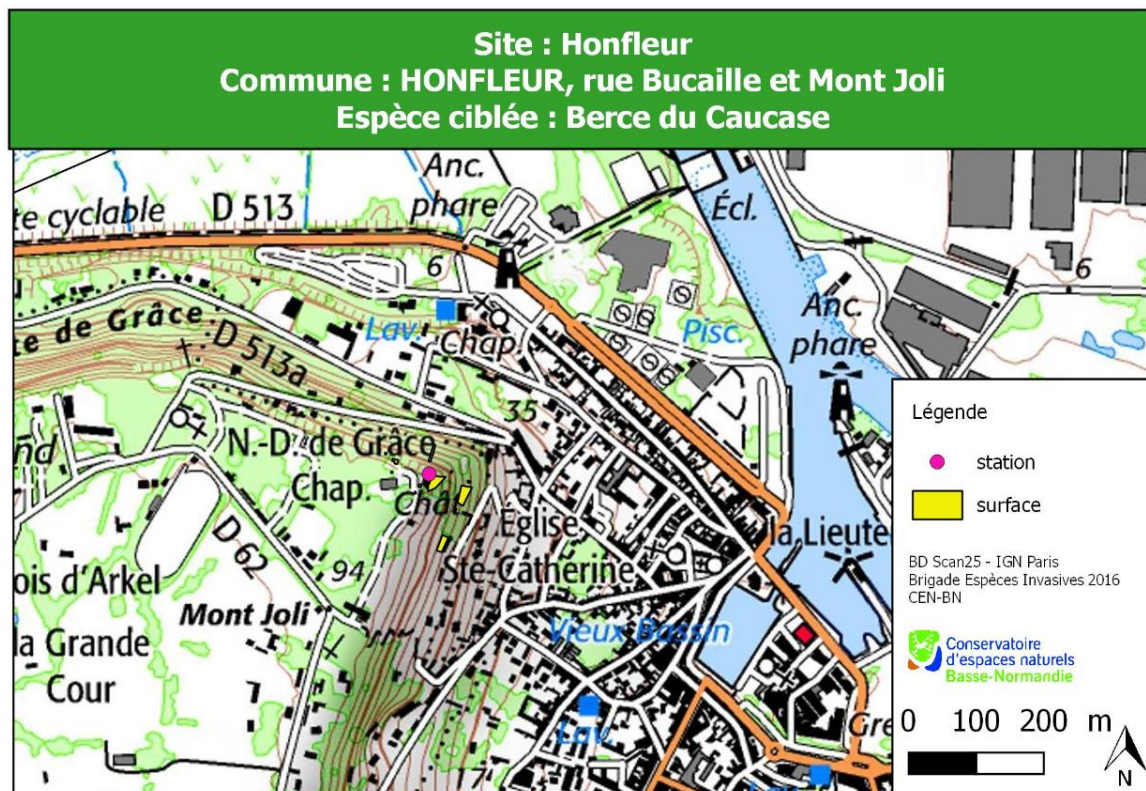 Site : Honfleur
Commune : HONFLEUR, rue Bucaille et Mont Joli
Espèce ciblée : Berce du Caucase
Anc.
phare
te cyclable
D 513
Écl.
6
6
Anc.
phare
Lav.
Chap.
Pisc.
te de Grâce
D 513a
35
N.-D. de Grâce
Chap.
Chât
Église
Ste-Catherine
la Lieute
D 62
94
ois d'Arkel
Mont Joli
la Grande
Cour
Vieux Bassin
Lav.
Gre
Légende
station
surface
BD Scan25 - IGN Paris
Brigade Espèces Invasives 2016
CEN-BN
Conservatoire
d'espaces naturels
Basse-Normandie
0 100 200 m
N